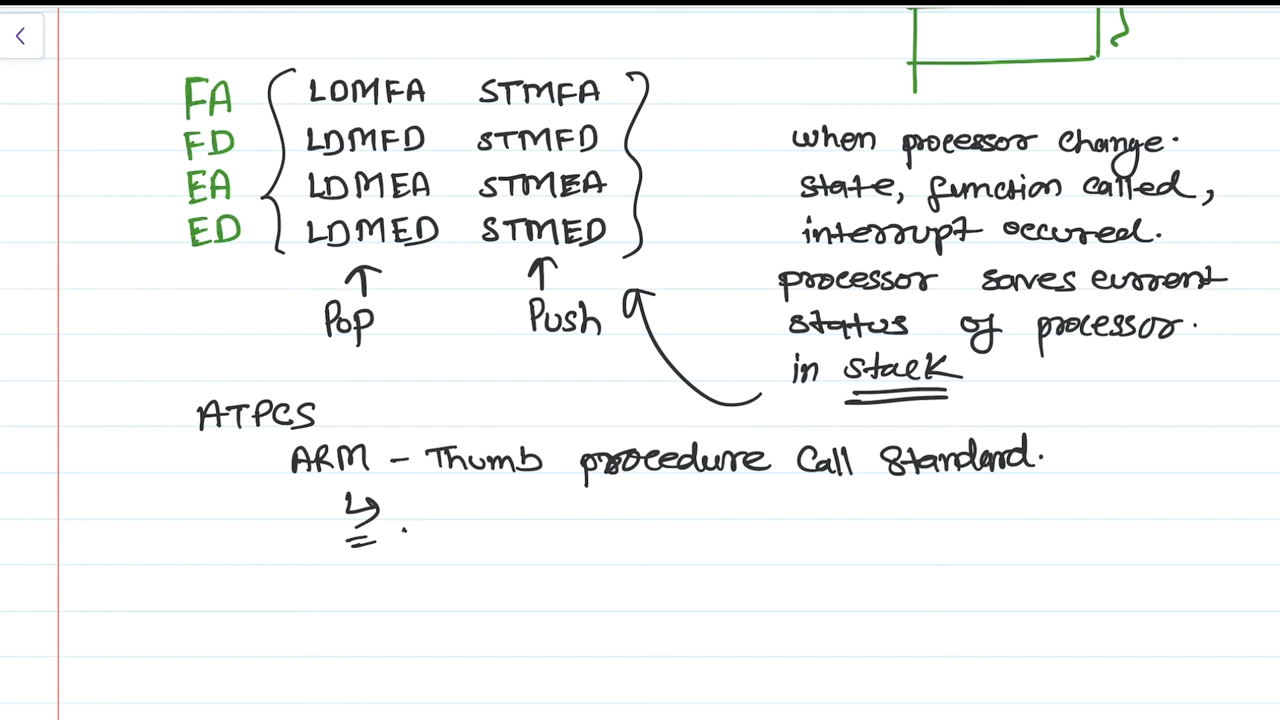 FA LDMFA STMFA
FD LDMFD STMFD
EA LDMEA STMEA
ED LDMED STMED
Pop Push
when processor change.
state, function called,
interrupt occured.
processor saves current
status of processor.
in stack
ATPCS
ARM - Thumb procedure Call Standard.